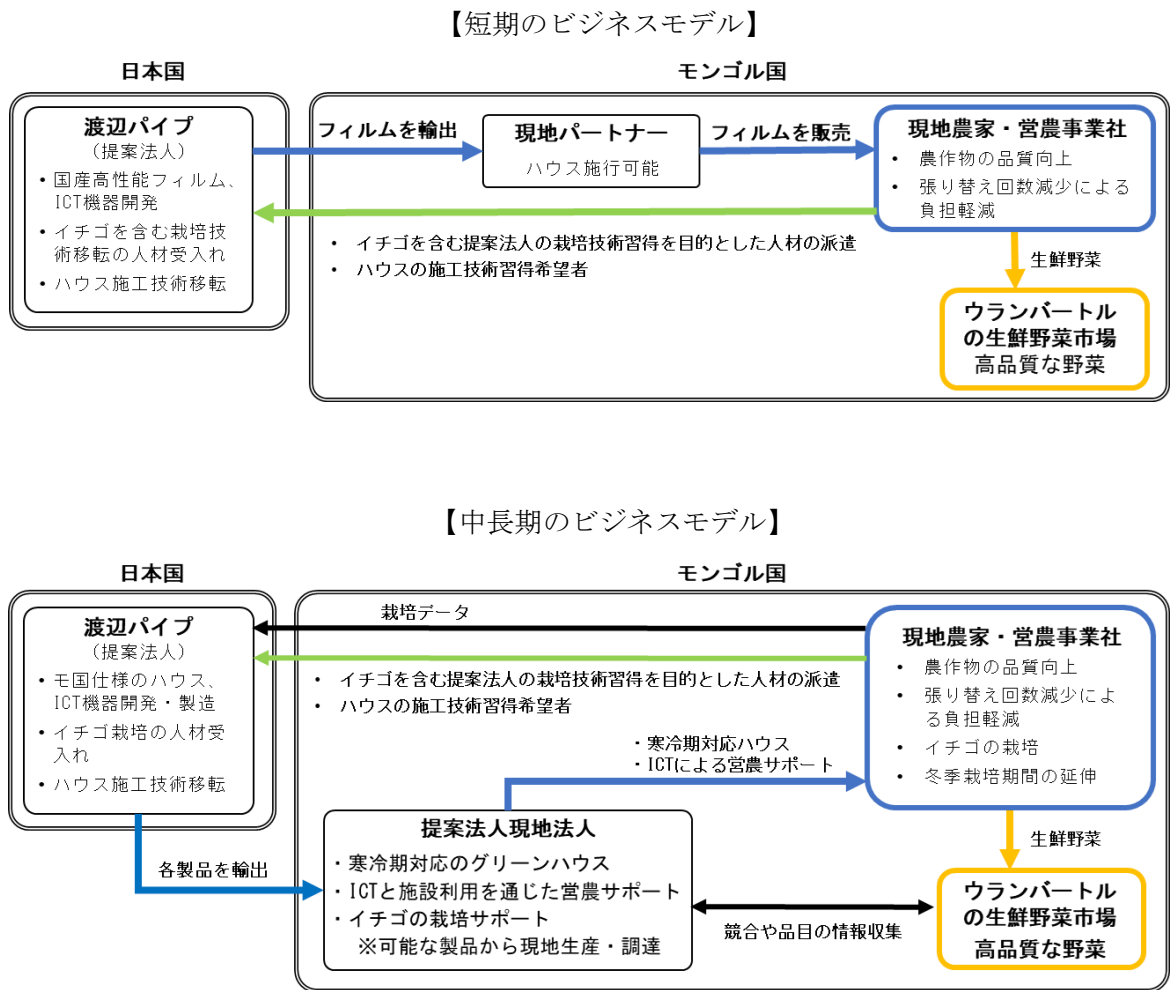 【短期のビジネスモデル】
日本国
モンゴル国
渡辺パイプ
（提案法人）
• 国産高性能フィルム、
ICT機器開発
• イチゴを含む栽培技
術移転の人材受入れ
• ハウス施工技術移転
フィルムを輸出
現地パートナー
ハウス施行可能
フィルムを販売
現地農家・営農事業社
• 農作物の品質向上
• 張り替え回数減少による
負担軽減
• イチゴを含む提案法人の栽培技術習得を目的とした人材の派遣
• ハウスの施工技術習得希望者
生鮮野菜
ウランバートル
の生鮮野菜市場
高品質な野菜
【中長期のビジネスモデル】
日本国
モンゴル国
渡辺パイプ
（提案法人）
• モ国仕様のハウス、
ICT機器開発・製造
• イチゴ栽培の人材受
入れ
• ハウス施工技術移転
栽培データ
• イチゴを含む提案法人の栽培技術習得を目的とした人材の派遣
• ハウスの施工技術習得希望者
現地農家・営農事業社
• 農作物の品質向上
• 張り替え回数減少によ
る負担軽減
• イチゴの栽培
• 冬季栽培期間の延伸
・寒冷期対応ハウス
・ICTによる営農サポート
各製品を輸出
提案法人現地法人
・寒冷期対応のグリーンハウス
・ICTと施設利用を通じた営農サポート
・イチゴの栽培サポート
※可能な製品から現地生産・調達
生鮮野菜
競合や品目の情報収集
ウランバートル
の生鮮野菜市場
高品質な野菜